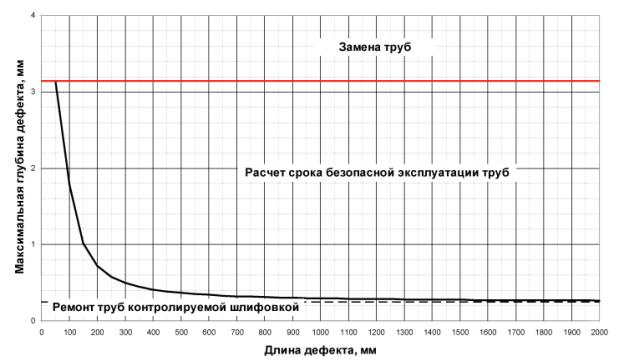 4
3
2
1
0
Максимальная глубина дефекта, мм
Замена труб
Расчет срока безопасной эксплуатации труб
Ремонт труб контролируемой шлифовкой
0 100 200 300 400 500 600 700 800 900 1000 1100 1200 1300 1400 1500 1600 1700 1800 1900 2000
Длина дефекта, мм